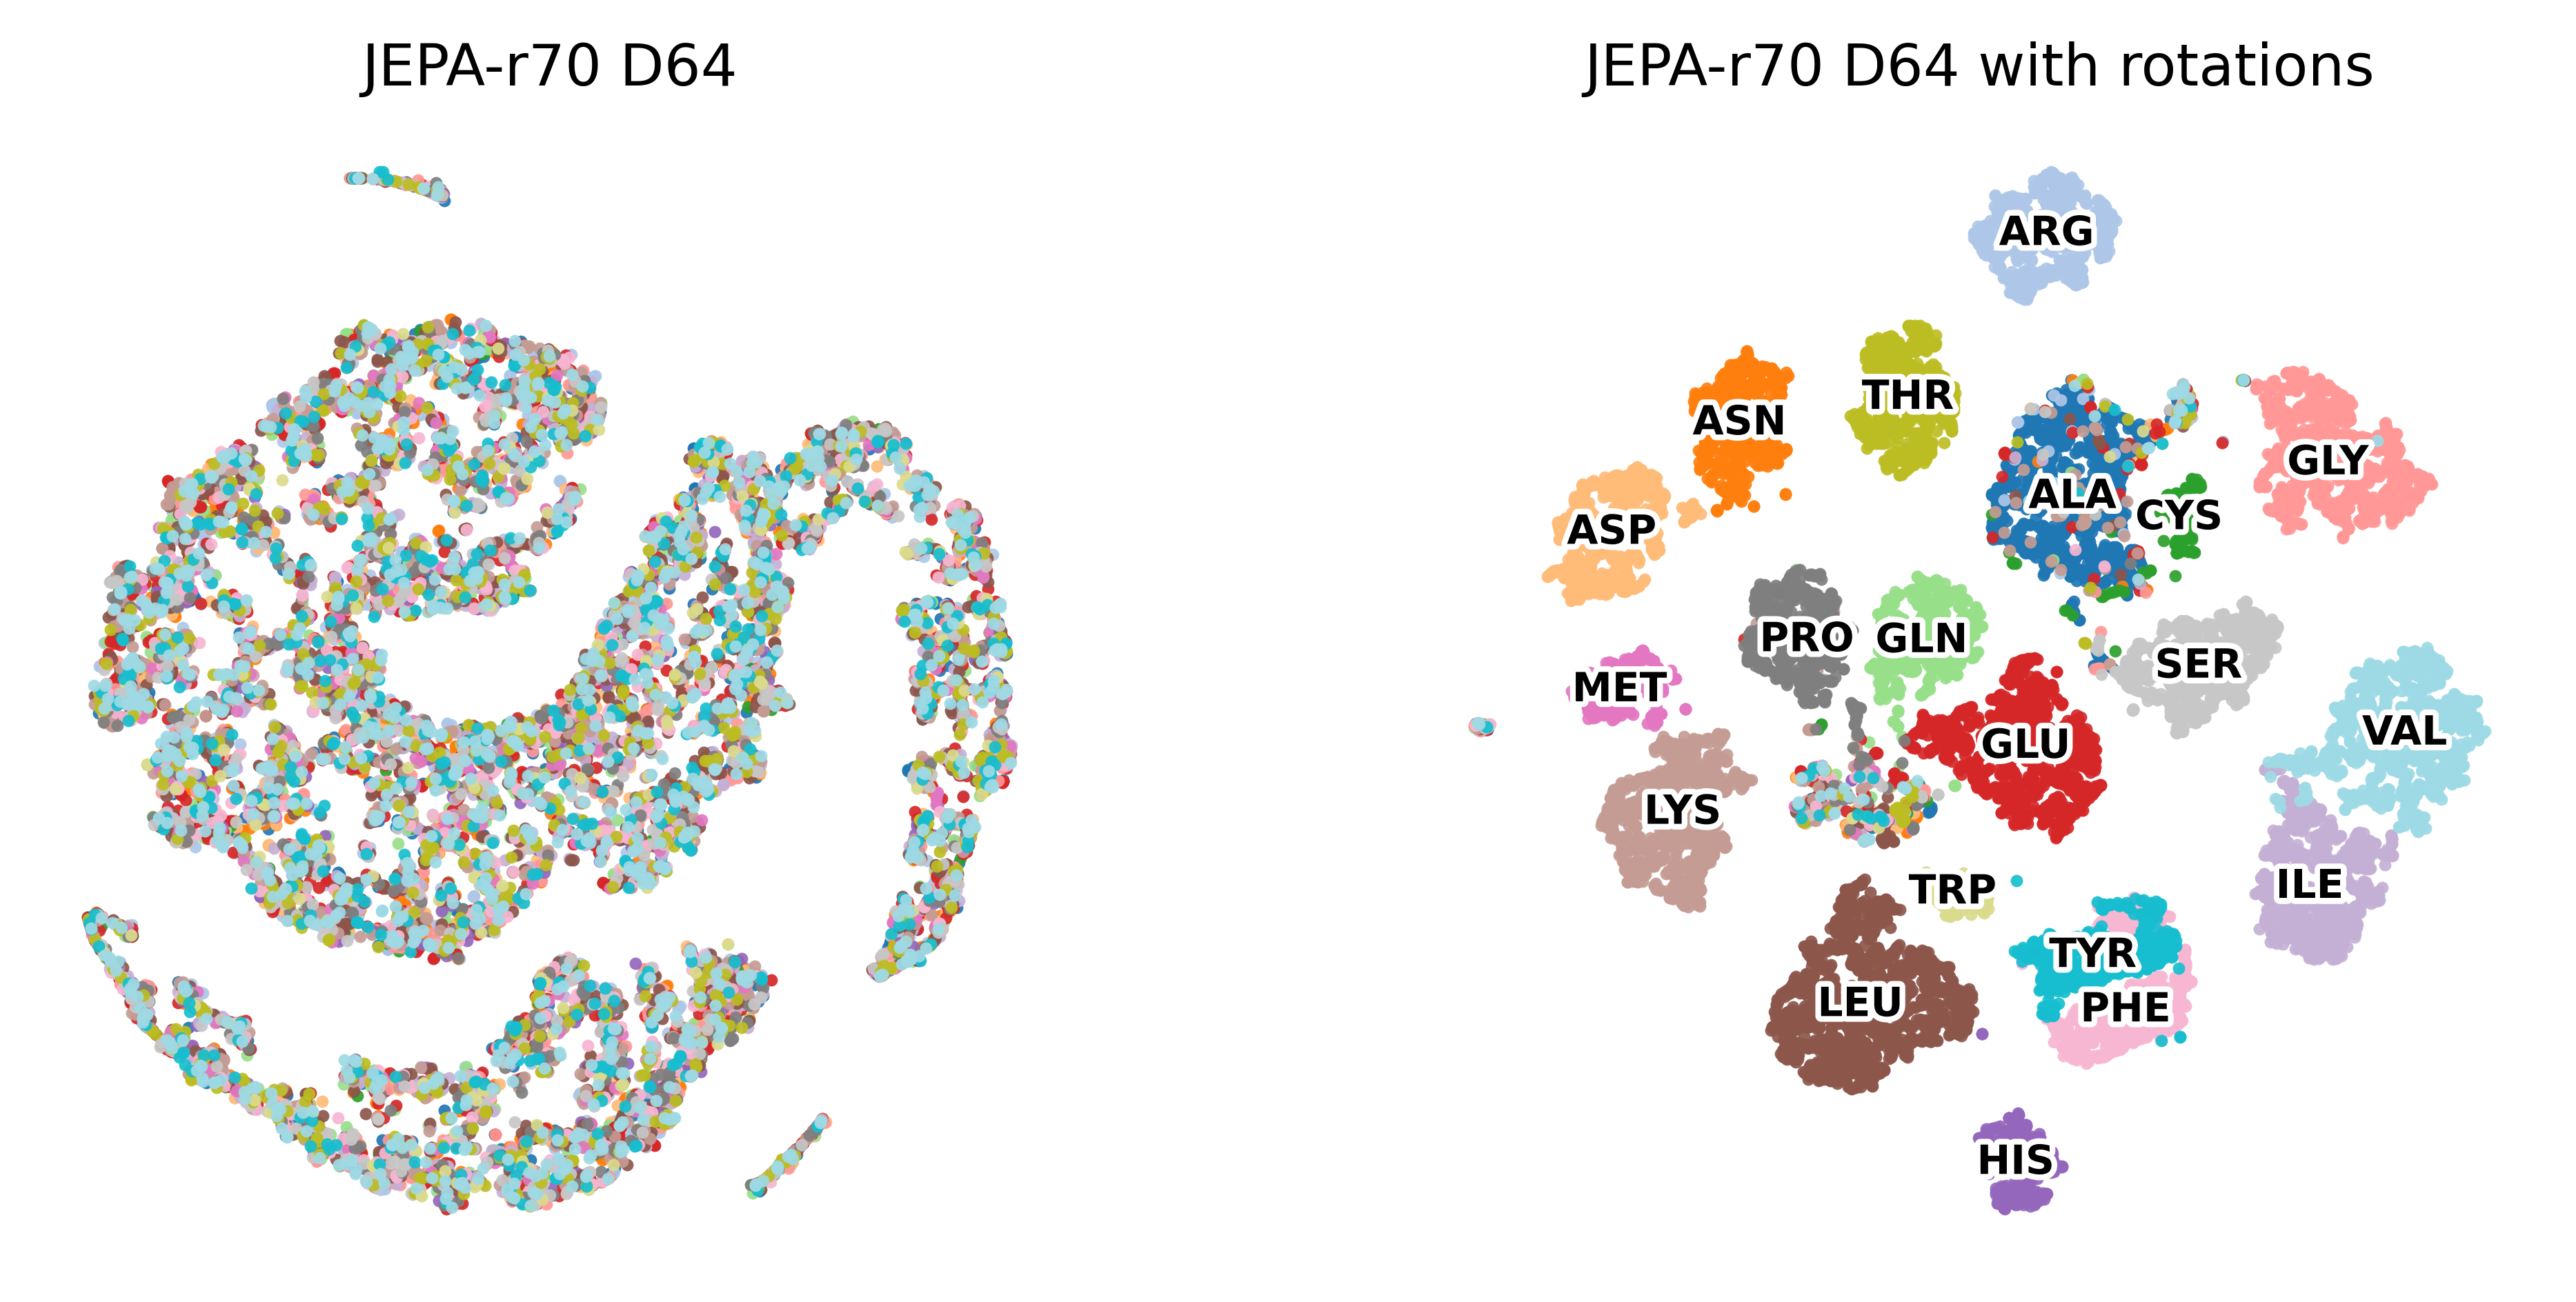 JEPA-r70 D64
JEPA-r70 D64 with rotations
ARG
THR
ASN
GLY
ALA
CYS
ASP
PRO
GLN
SER
MET
VAL
GLU
LYS
ILE
TRP
TYR
LEU
PHE
HIS